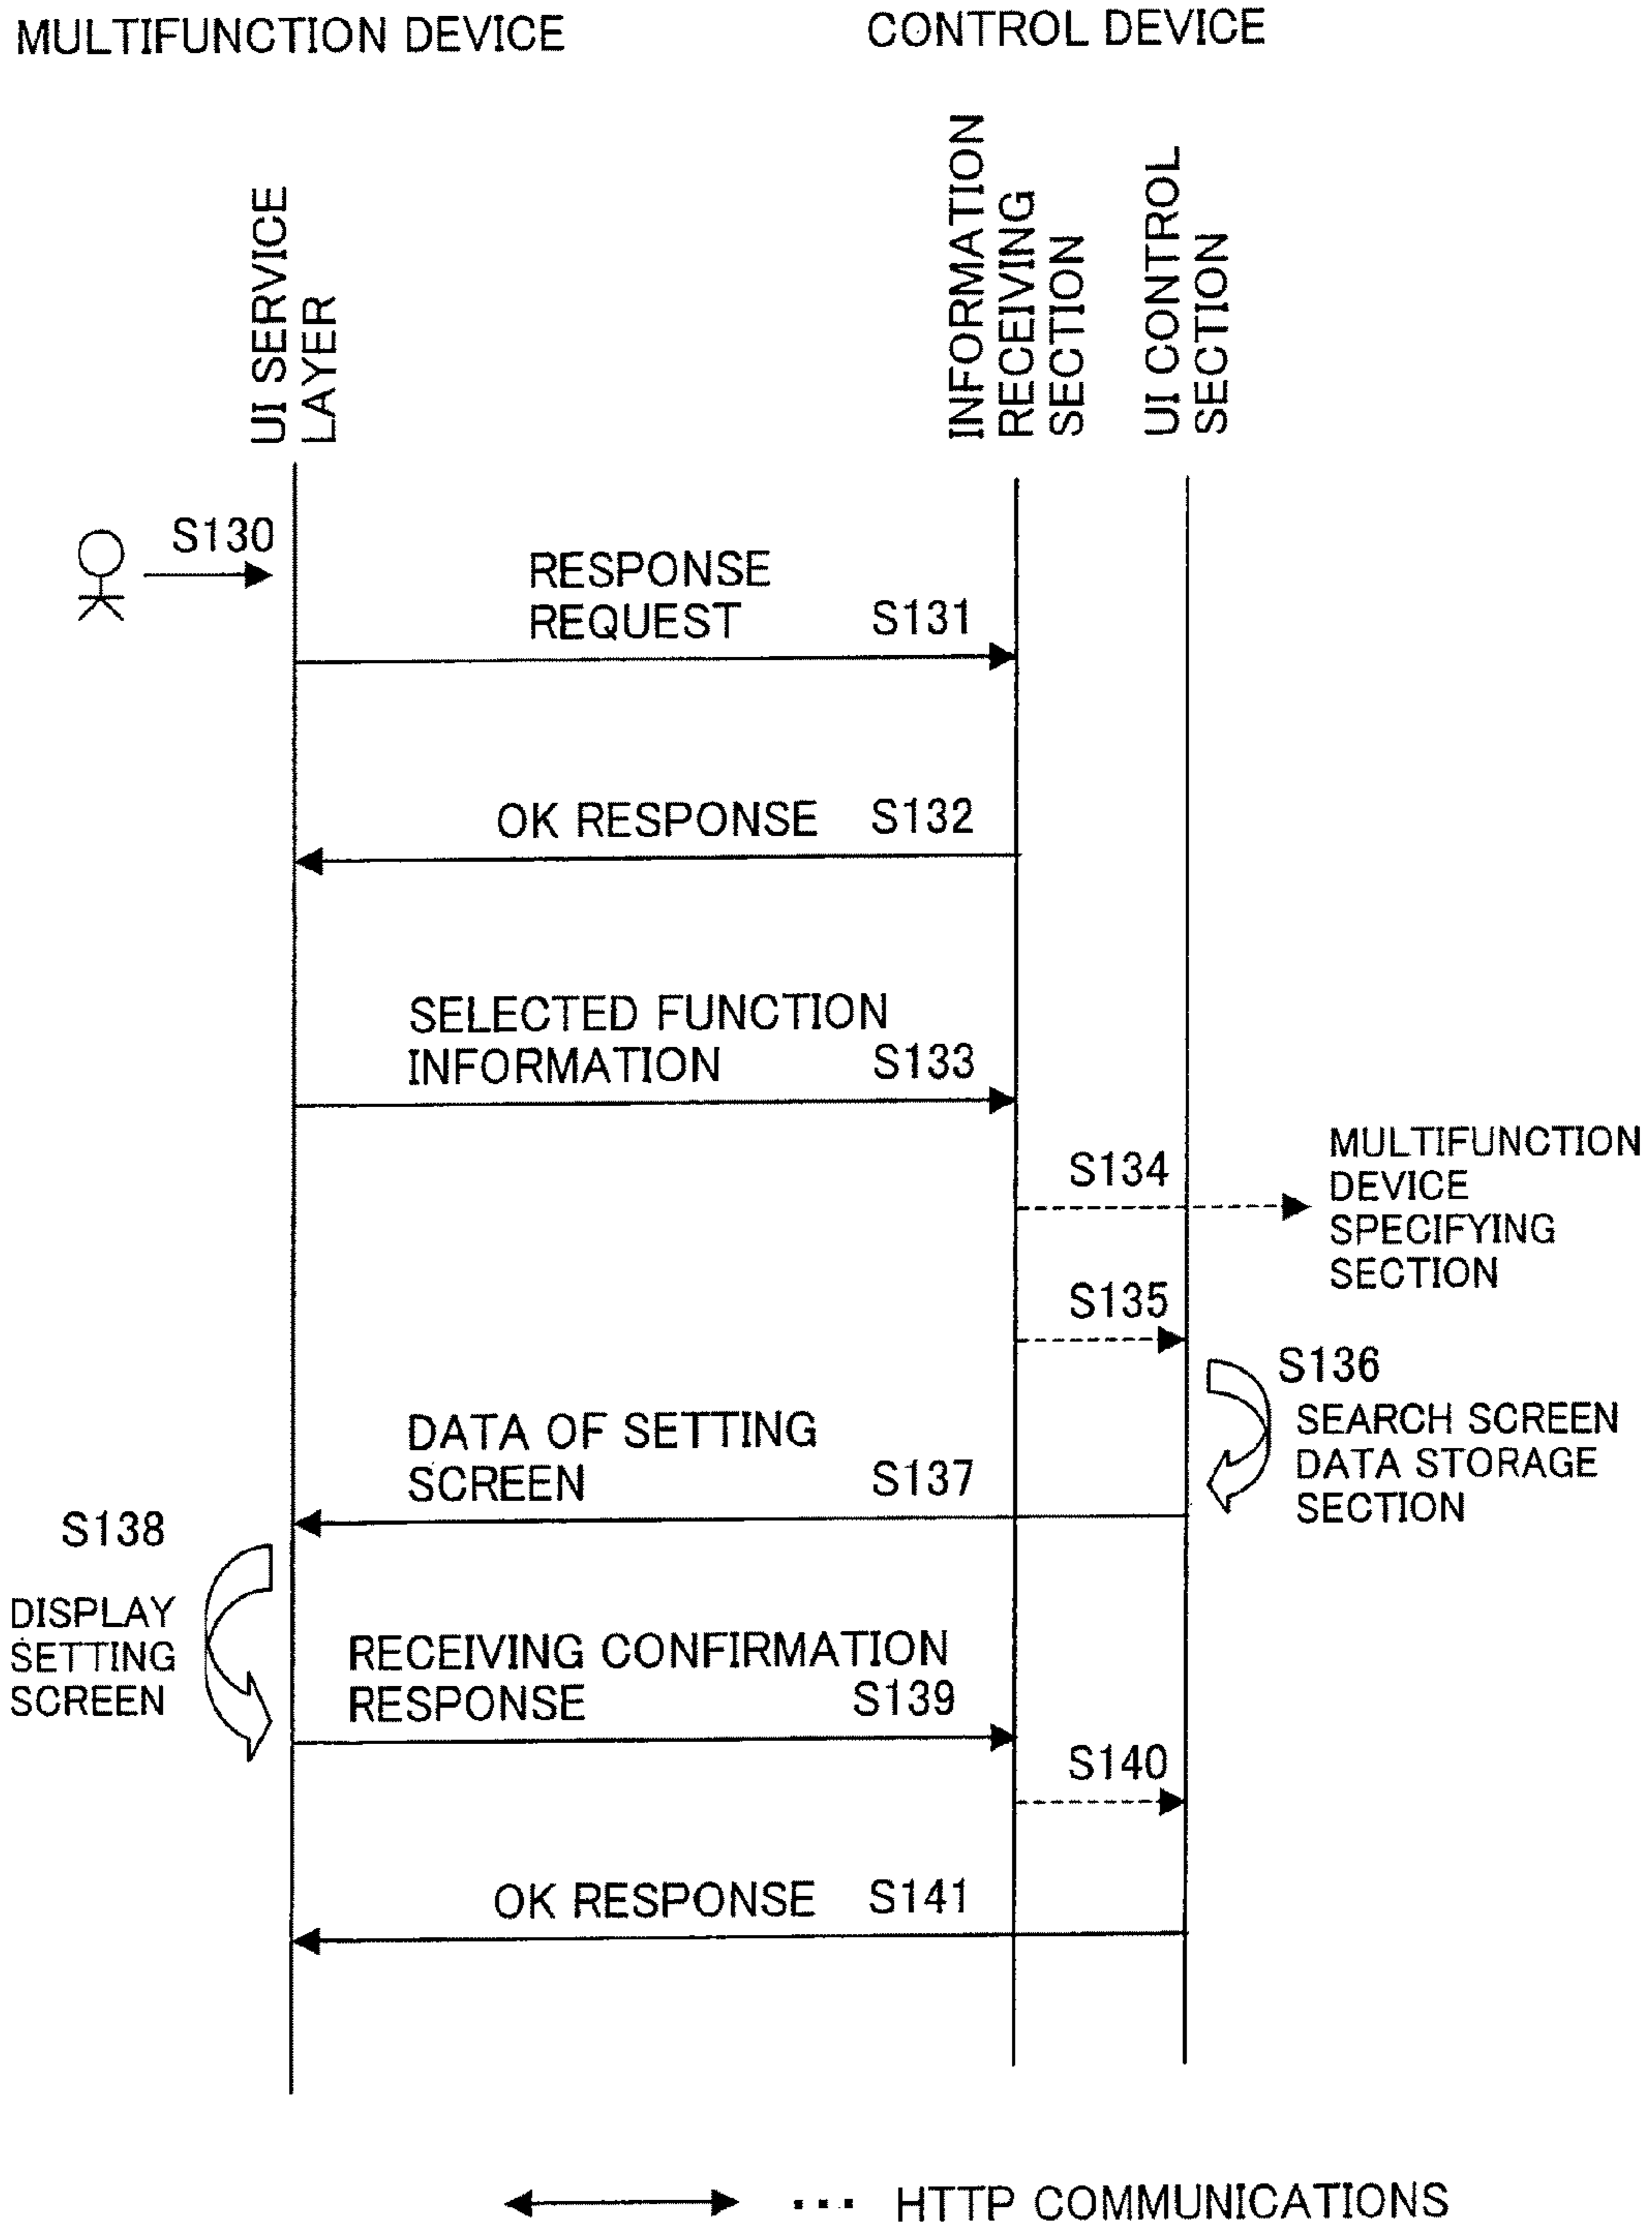 MULTIFUNCTION DEVICE
CONTROL DEVICE
UI SERVICE
LAYER
INFORMATION
RECEIVING
SECTION
UI CONTROL
SECTION
S130
RESPONSE
REQUEST
S131
OK RESPONSE
S132
SELECTED FUNCTION
INFORMATION
S133
S134
MULTIFUNCTION
DEVICE
SPECIFYING
SECTION
S135
S136
SEARCH SCREEN
DATA STORAGE
SECTION
DATA OF SETTING
SCREEN
S137
S138
DISPLAY
SETTING
SCREEN
RECEIVING CONFIRMATION
RESPONSE
S139
S140
OK RESPONSE
S141
... HTTP COMMUNICATIONS